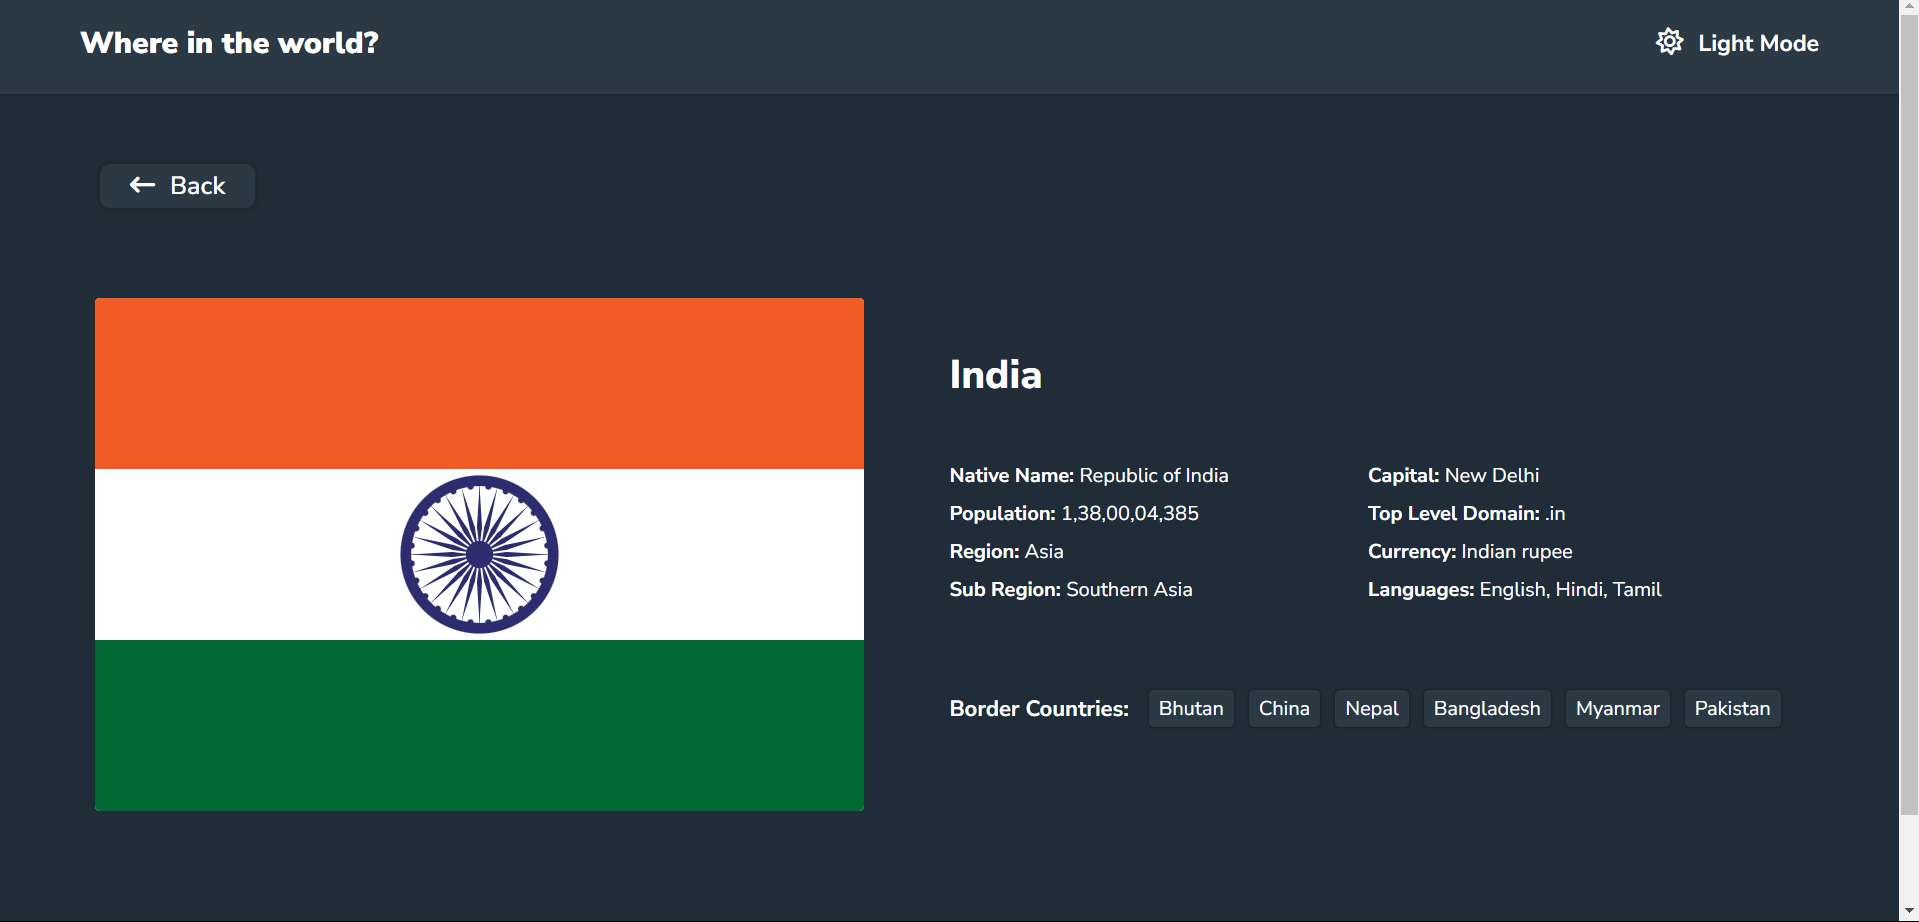 Where in the world?
Light Mode
Back
India
Native Name: Republic of India
Population: 1,38,00,04,385
Region: Asia
Sub Region: Southern Asia
Capital: New Delhi
Top Level Domain: .in
Currency: Indian rupee
Languages: English, Hindi, Tamil
Border Countries: Bhutan China Nepal Bangladesh Myanmar Pakistan